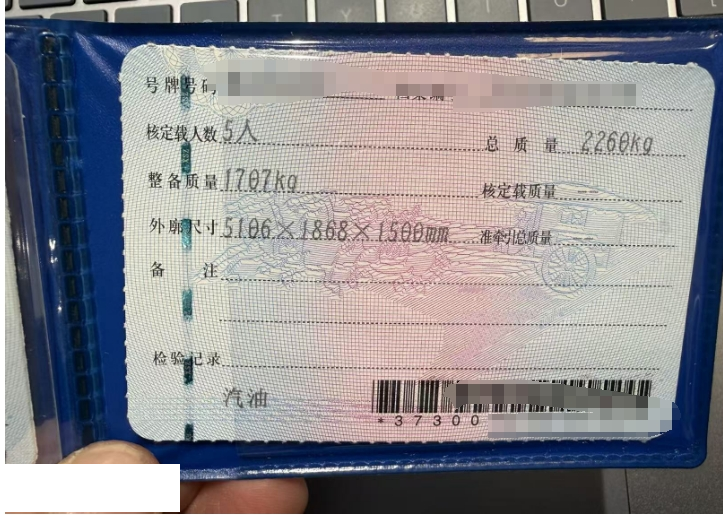 号牌号码
核定载人数 5人 总质量 2260kg
整备质量 1707kg 核定载质量 --
外廓尺寸 5106×1868×1500mm 准牵引总质量 --
备注
检验记录
汽油
*37300